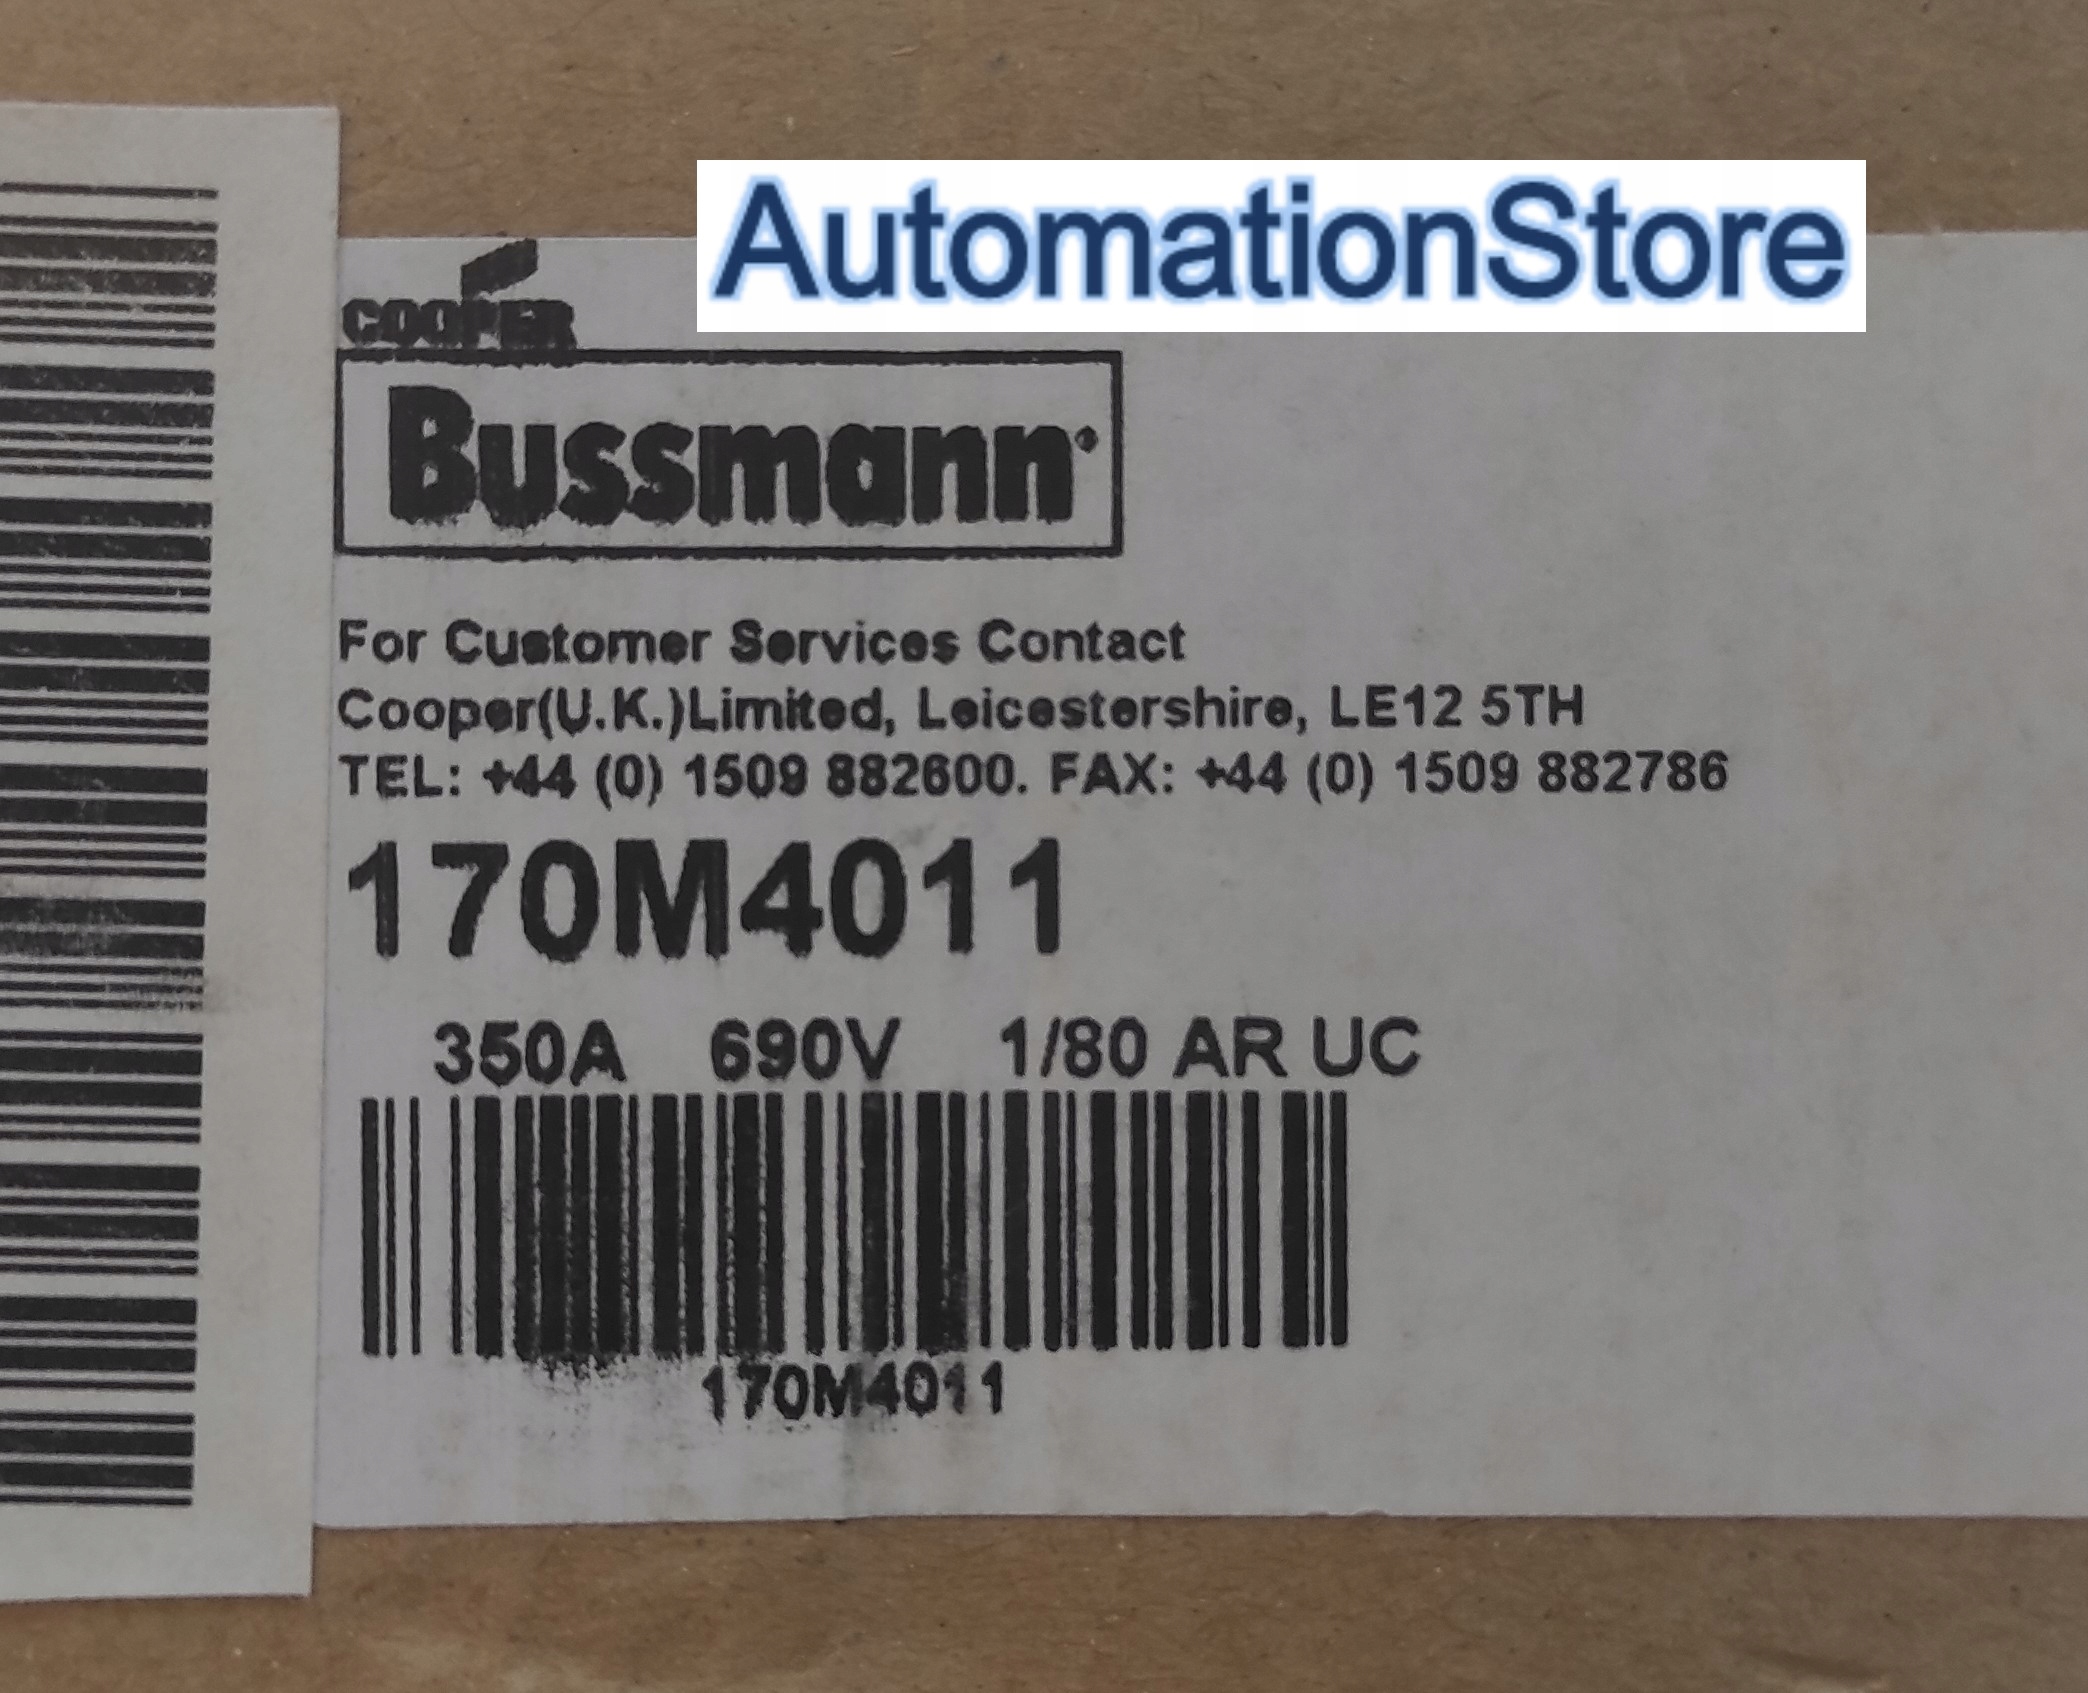 AutomationStore
COOPER
Bussmann
For Customer Services Contact
Cooper(U.K.)Limited, Leicestershire, LE12 5TH
TEL: +44 (0) 1509 882600. FAX: +44 (0) 1509 882786
170M4011
350A 690V 1/80 AR UC
170M4011